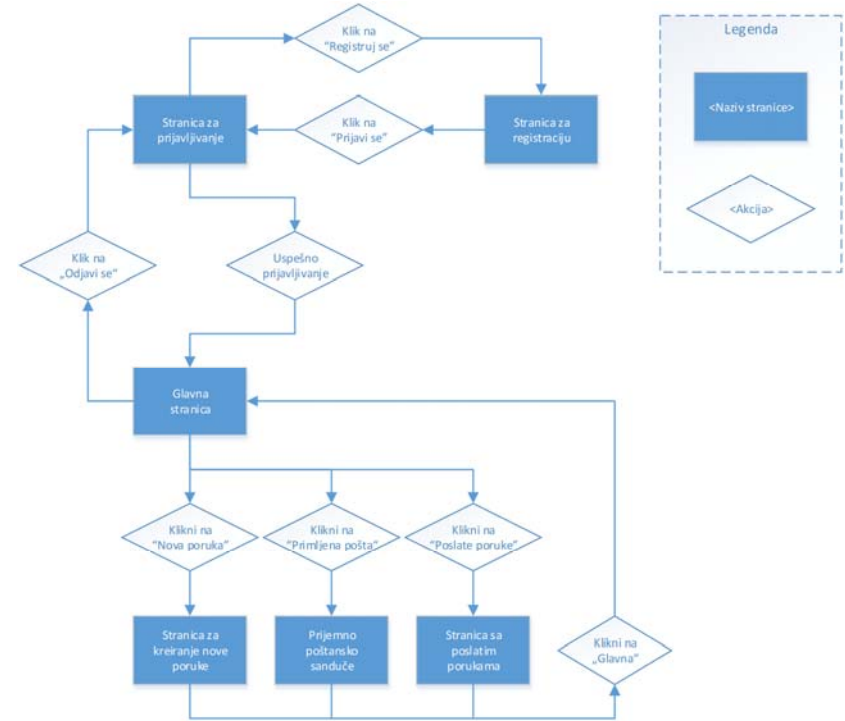 Klik na
“Registruj se”
Legenda
<Naziv stranice>
<Akcija>
Stranica za
prijavljivanje
Klik na
“Prijavi se”
Stranica za
registraciju
Klik na
„Odjavi se“
Uspešno
prijavljivanje
Glavna
stranica
Klikni na
“Nova poruka”
Klikni na
“Primljena pošta”
Klikni na
“Poslate poruke”
Stranica za
kreiranje nove
poruke
Prijemno
poštansko
sanduče
Stranica sa
poslatim
porukama
Klikni na
„Glavna“